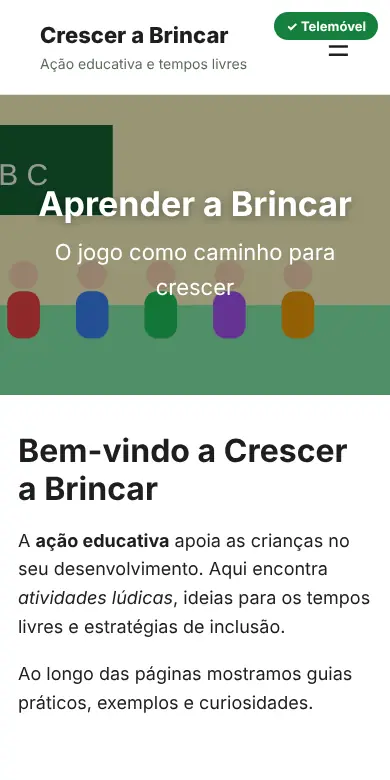 Crescer a Brincar
✓ Telemóvel
Ação educativa e tempos livres
B C
Aprender a Brincar
O jogo como caminho para
crescer
Bem-vindo a Crescer
a Brincar
A ação educativa apoia as crianças no
seu desenvolvimento. Aqui encontra
atividades lúdicas, ideias para os tempos
livres e estratégias de inclusão.
Ao longo das páginas mostramos guias
práticos, exemplos e curiosidades.